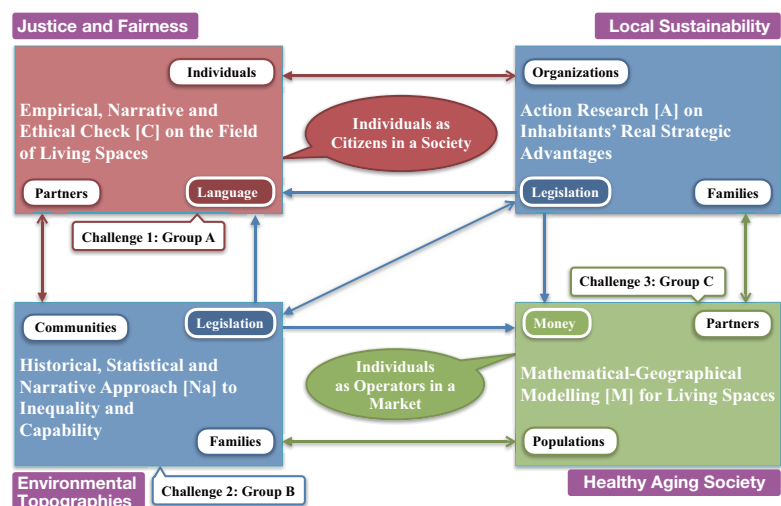 Justice and Fairness
Local Sustainability
Individuals
Organizations
Empirical, Narrative and
Ethical Check [C] on the Field
of Living Spaces
Individuals as
Citizens in a Society
Action Research [A] on
Inhabitants' Real Strategic
Advantages
Partners
Language
Legislation
Families
Challenge 1: Group A
Challenge 3: Group C
Communities
Legislation
Money
Partners
Historical, Statistical and
Narrative Approach [Na] to
Inequality and
Capability
Individuals
as Operators in a
Market
Mathematical-Geographical
Modelling [M] for Living Spaces
Families
Populations
Environmental
Topographies
Challenge 2: Group B
Healthy Aging Society